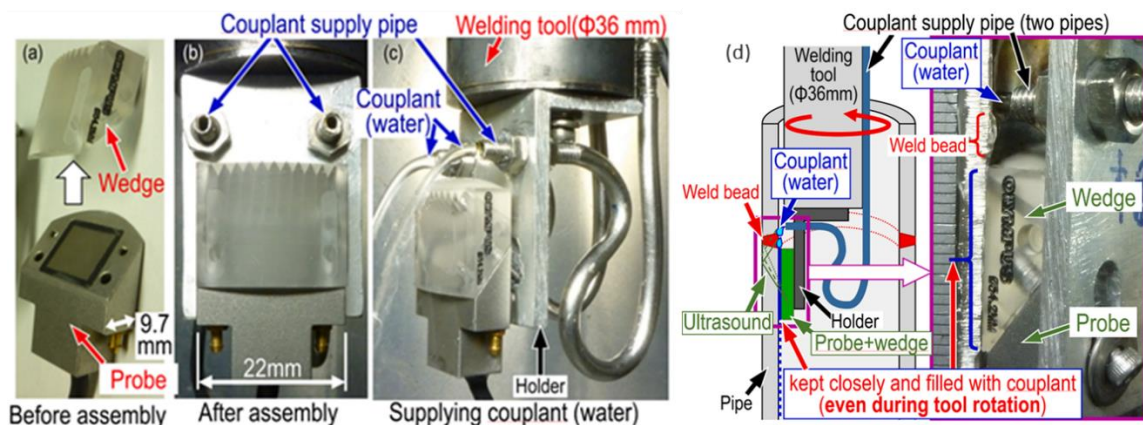 (a)
Wedge
9.7
mm
Probe
Before assembly
Couplant supply pipe
(b)
22mm
After assembly
Welding tool(Φ36 mm)
(c)
Couplant
(water)
Holder
Supplying couplant (water)
Couplant supply pipe (two pipes)
(d)
Welding
tool
(Φ36mm)
Couplant
(water)
Weld bead
Couplant
(water)
Weld bead
OLYMPUS
Wedge
Ultrasound
Holder
Probe+wedge
Probe
kept closely and filled with couplant
(even during tool rotation)
Pipe